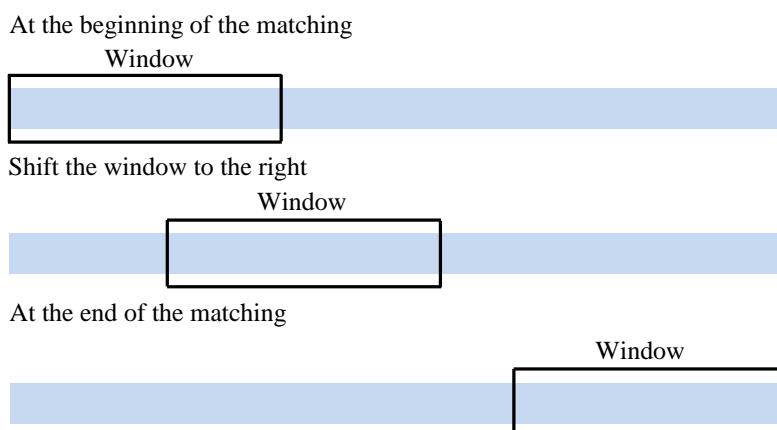 At the beginning of the matching
Window
Shift the window to the right
Window
At the end of the matching
Window